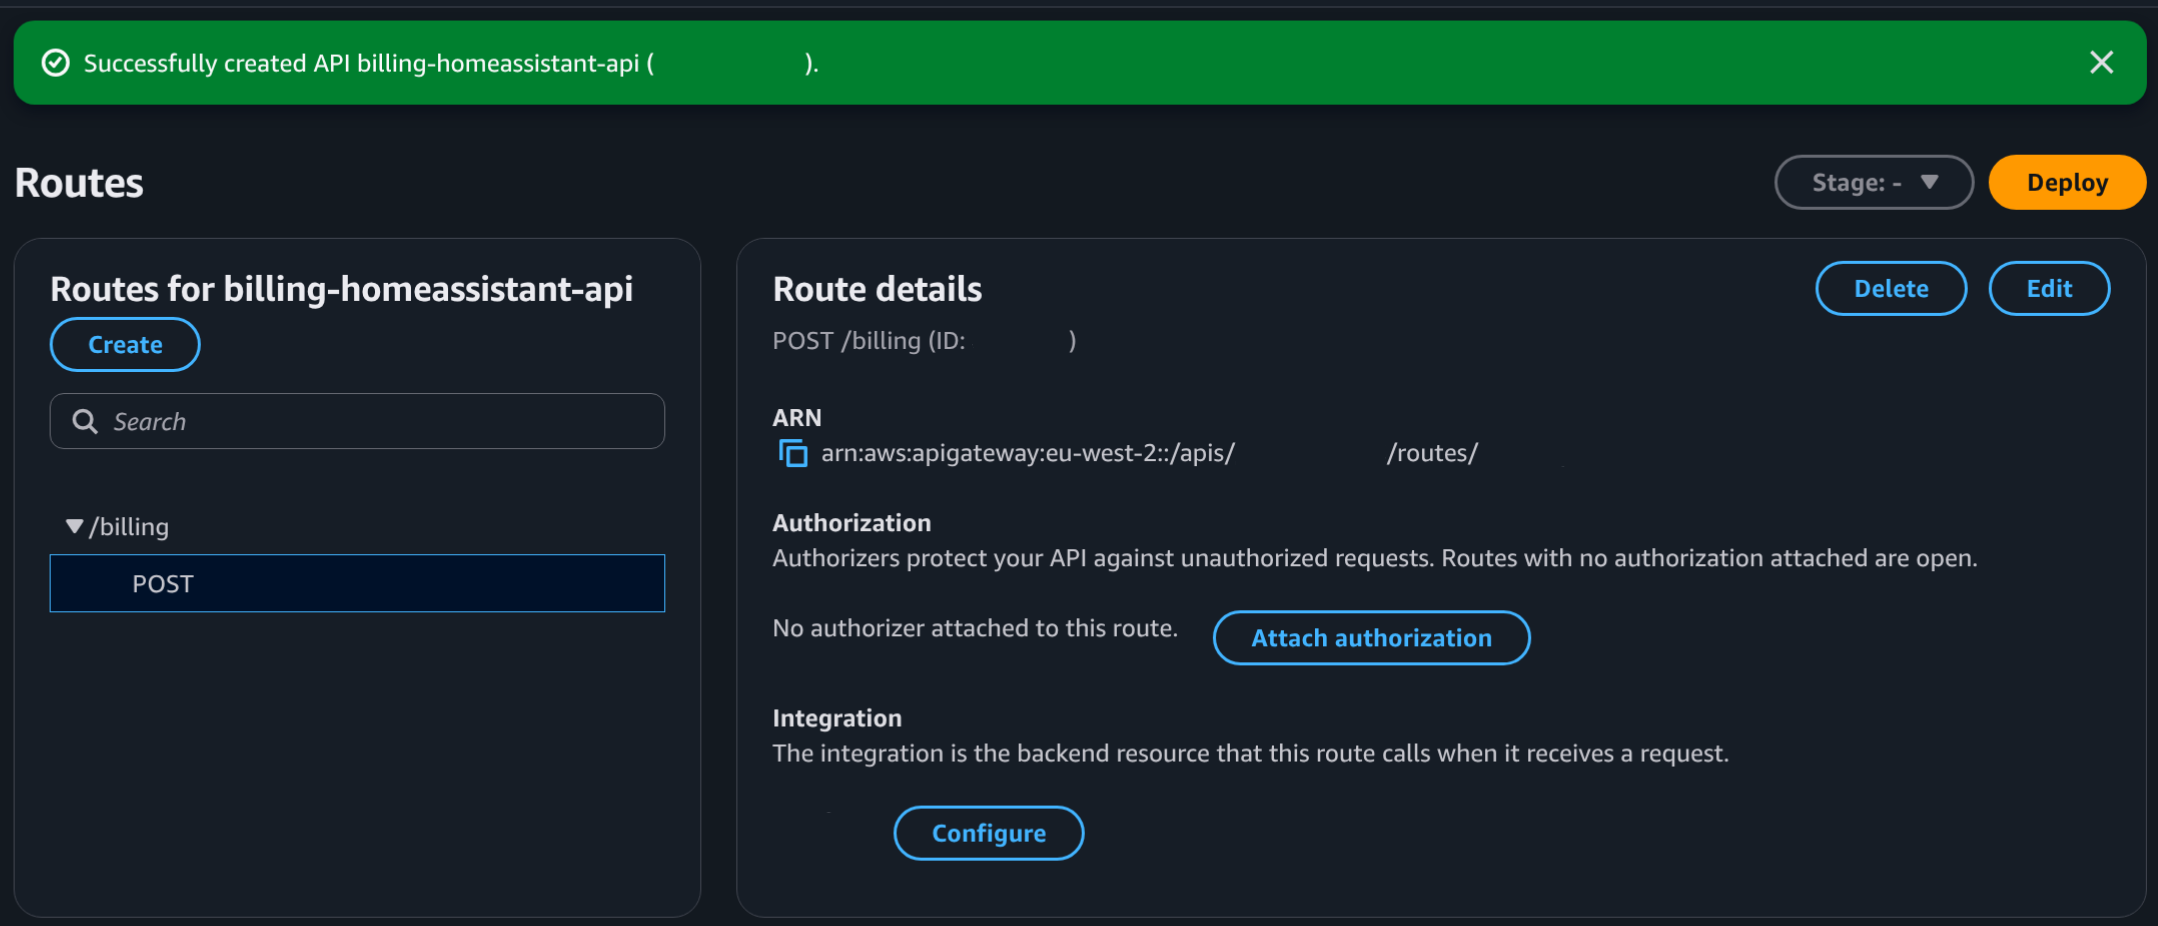 Successfully created API billing-homeassistant-api ( ).
Routes
Stage: -
Deploy
Routes for billing-homeassistant-api
Create
Search
/billing
POST
Route details
Delete
Edit
POST /billing (ID: )
ARN
arn:aws:apigateway:eu-west-2::/apis/ /routes/
Authorization
Authorizers protect your API against unauthorized requests. Routes with no authorization attached are open.
No authorizer attached to this route.
Attach authorization
Integration
The integration is the backend resource that this route calls when it receives a request.
Configure